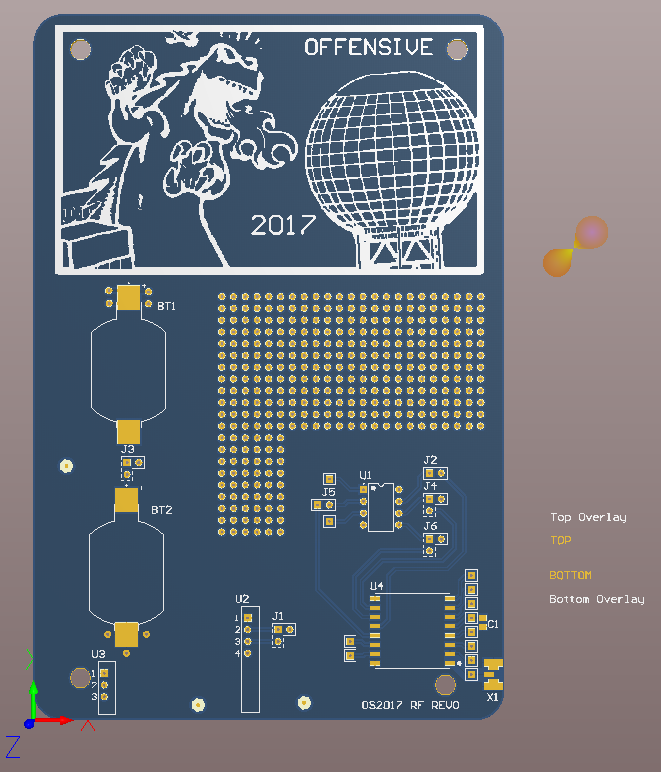 OFFENSIVE
2017
BT1
J3
BT2
U1
J5
J2
J4
J6
U4
C1
X1
U2
1
2
3
4
J1
U3
1
2
3
OS2017 RF REVO
Top Overlay
TOP
BOTTOM
Bottom Overlay
Y
X
Z